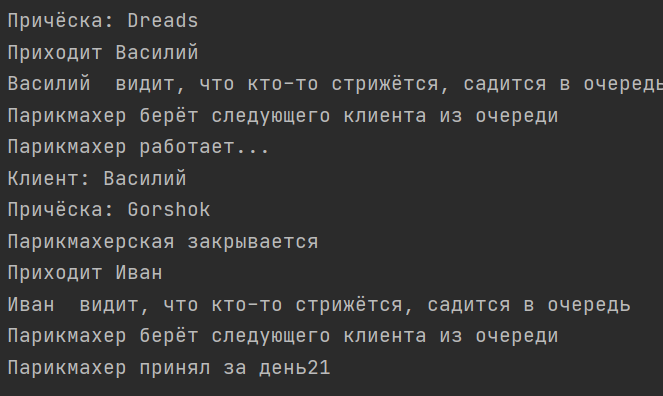 Причёска: Dreads
Приходит Василий
Василий  видит, что кто-то стрижётся, садится в очередь
Парикмахер берёт следующего клиента из очереди
Парикмахер работает...
Клиент: Василий
Причёска: Gorshok
Парикмахерская закрывается
Приходит Иван
Иван  видит, что кто-то стрижётся, садится в очередь
Парикмахер берёт следующего клиента из очереди
Парикмахер принял за день21